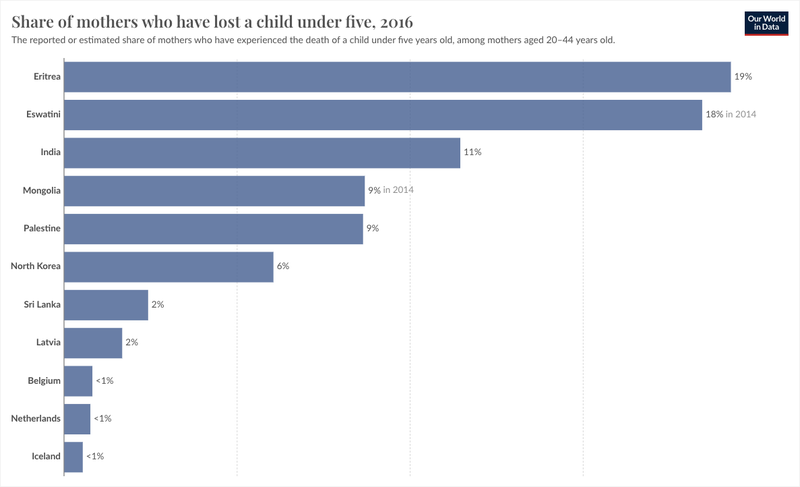 Share of mothers who have lost a child under five, 2016
Our World
in Data
The reported or estimated share of mothers who have experienced the death of a child under five years old, among mothers aged 20–44 years old.
Eritrea 19%
Eswatini 18% in 2014
India 11%
Mongolia 9% in 2014
Palestine 9%
North Korea 6%
Sri Lanka 2%
Latvia 2%
Belgium <1%
Netherlands <1%
Iceland <1%